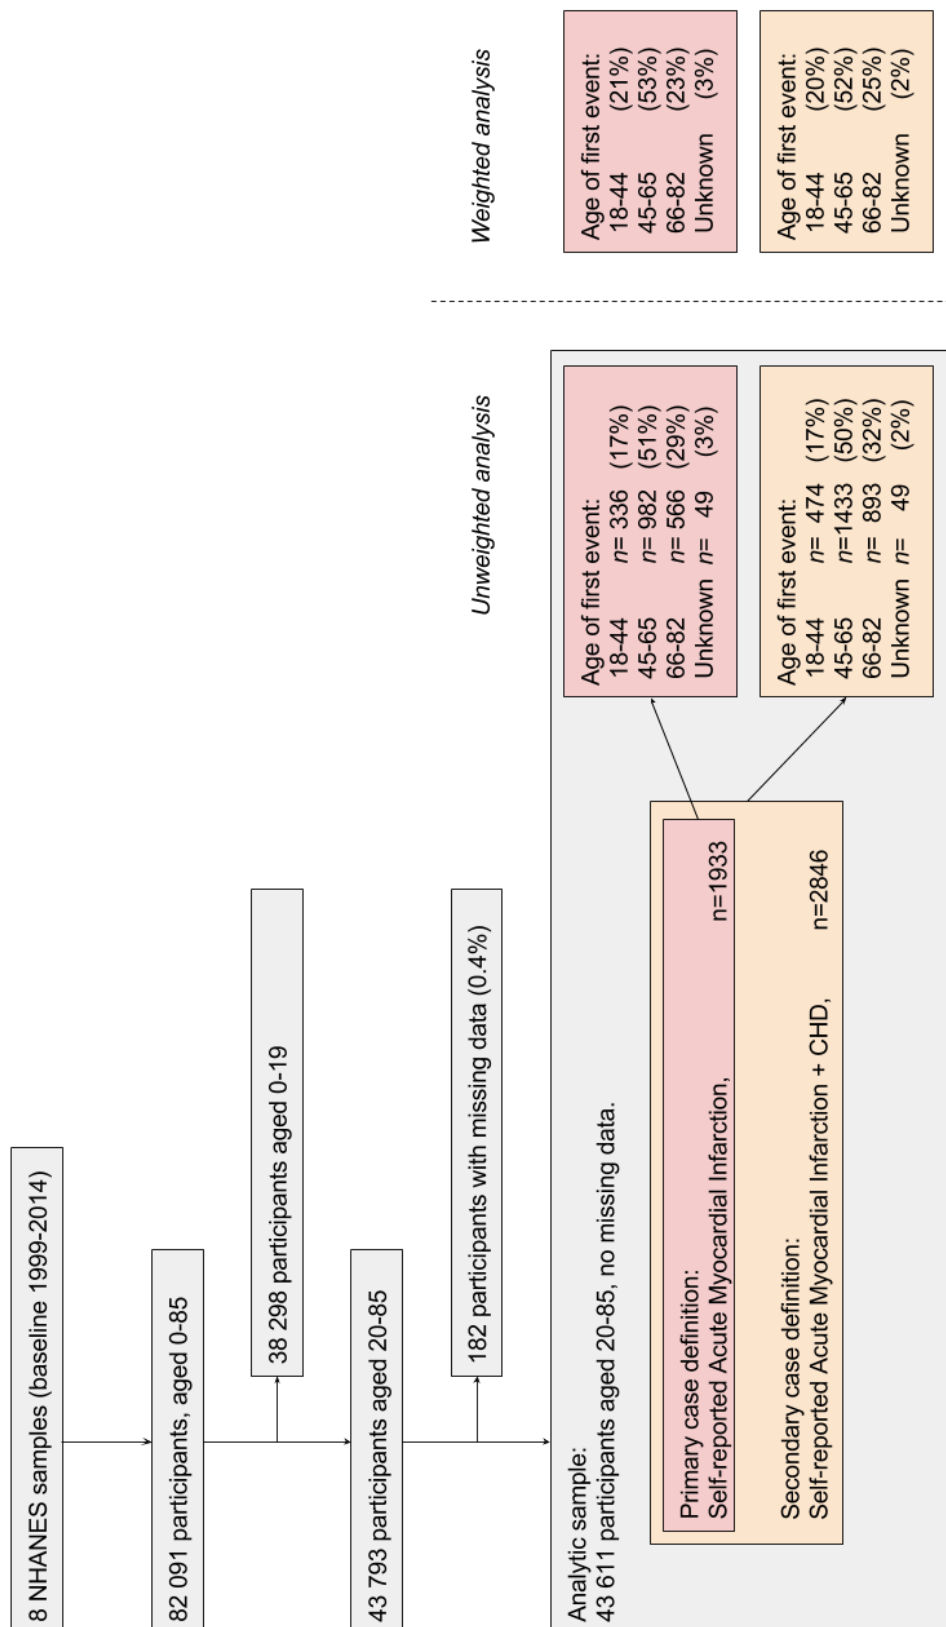 8 NHANES samples (baseline 1999-2014)
82 091 participants, aged 0-85
38 298 participants aged 0-19
43 793 participants aged 20-85
182 participants with missing data (0.4%)
Unweighted analysis
Weighted analysis
Analytic sample:
43 611 participants aged 20-85, no missing data.
Primary case definition:
Self-reported Acute Myocardial Infarction, n=1933
Secondary case definition:
Self-reported Acute Myocardial Infarction + CHD, n=2846
Age of first event:
18-44 n= 336 (17%)
45-65 n= 982 (51%)
66-82 n= 566 (29%)
Unknown n= 49 (3%)
Age of first event:
18-44 n= 474 (17%)
45-65 n=1433 (50%)
66-82 n= 893 (32%)
Unknown n= 49 (2%)
Age of first event:
18-44 (21%)
45-65 (53%)
66-82 (23%)
Unknown (3%)
Age of first event:
18-44 (20%)
45-65 (52%)
66-82 (25%)
Unknown (2%)